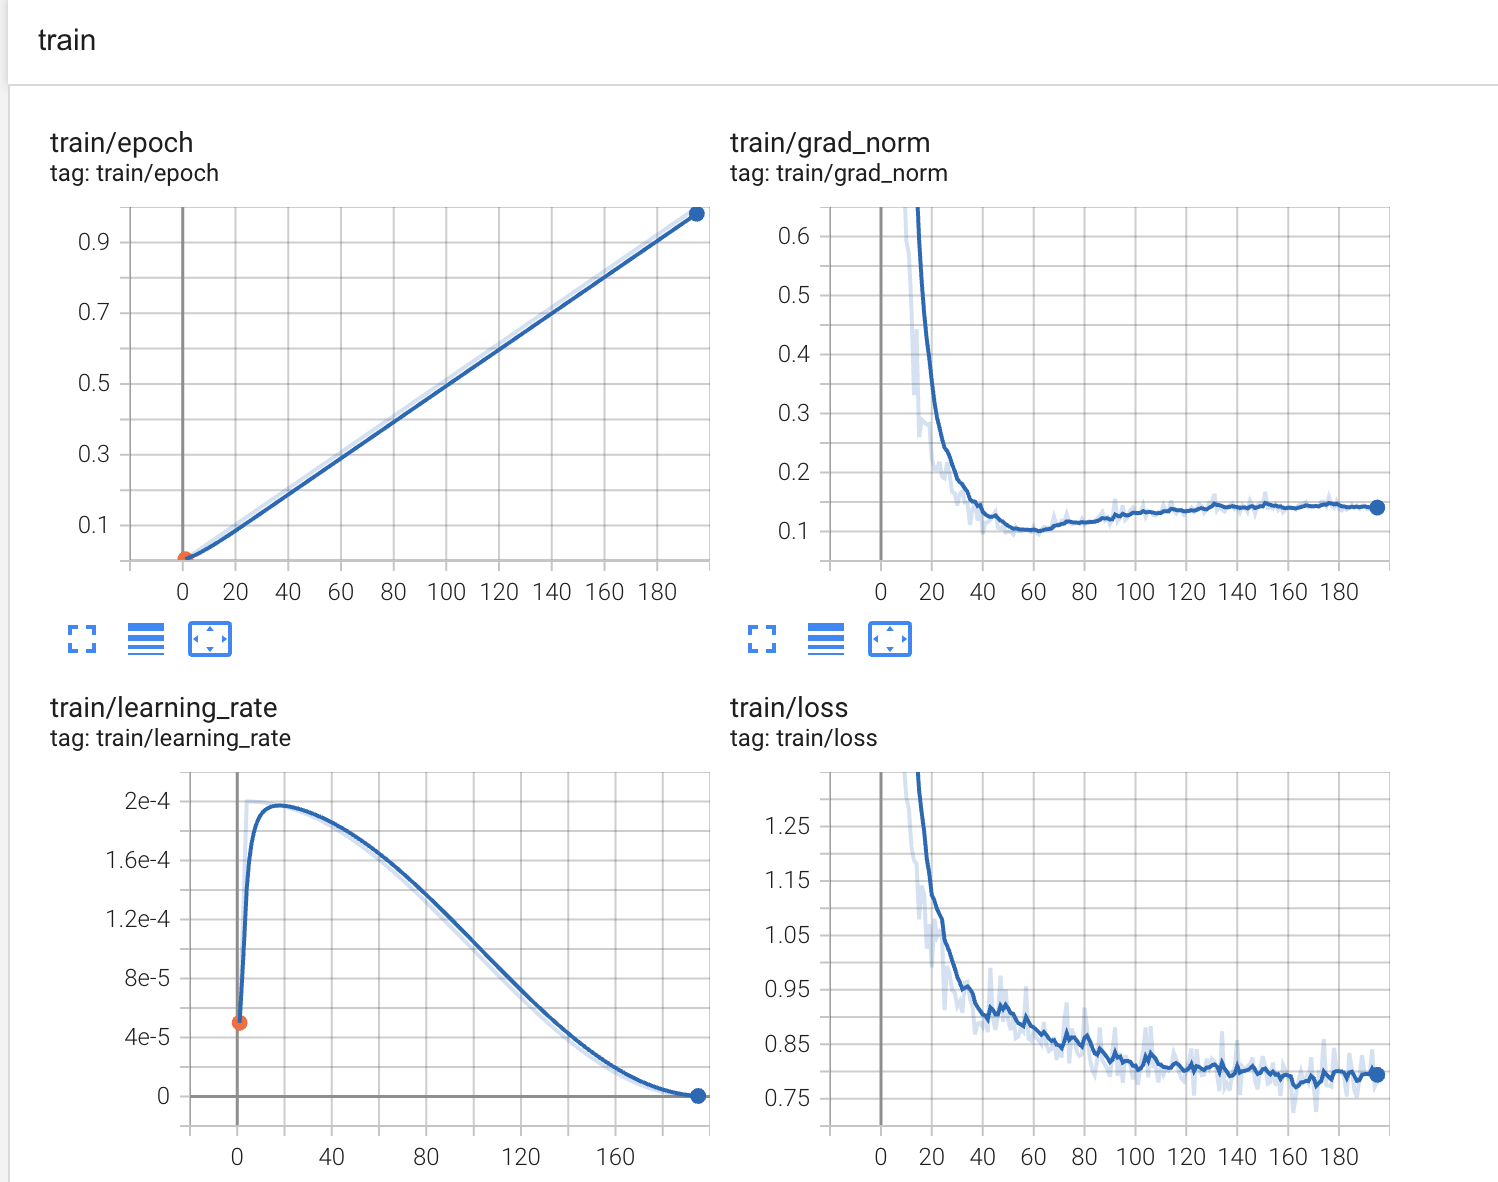 train
train/epoch
tag: train/epoch
0.9
0.7
0.5
0.3
0.1
0 20 40 60 80 100 120 140 160 180
train/grad_norm
tag: train/grad_norm
0.6
0.5
0.4
0.3
0.2
0.1
0 20 40 60 80 100 120 140 160 180
train/learning_rate
tag: train/learning_rate
2e-4
1.6e-4
1.2e-4
8e-5
4e-5
0
0 40 80 120 160
train/loss
tag: train/loss
1.25
1.15
1.05
0.95
0.85
0.75
0 20 40 60 80 100 120 140 160 180